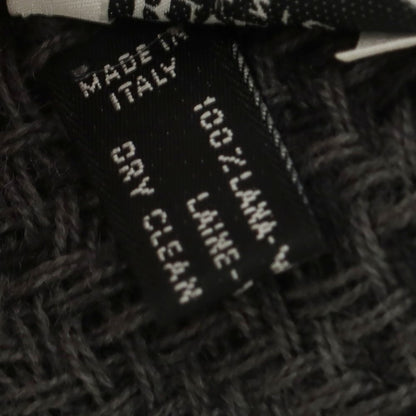 MADE IN
ITALY
100% LANA-
LAINE-
DRY CLEAN